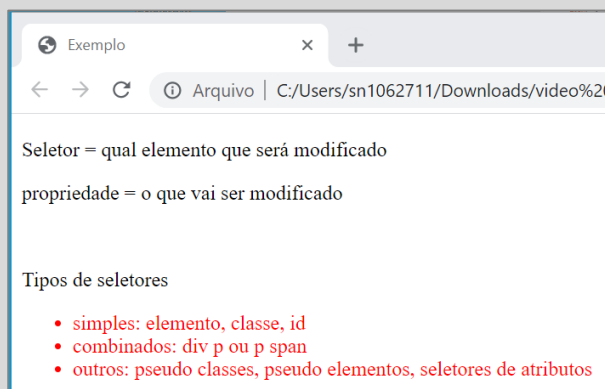 Exemplo
Arquivo | C:/Users/sn1062711/Downloads/video%20
Seletor = qual elemento que será modificado
propriedade = o que vai ser modificado
Tipos de seletores
• simples: elemento, classe, id
• combinados: div p ou p span
• outros: pseudo classes, pseudo elementos, seletores de atributos